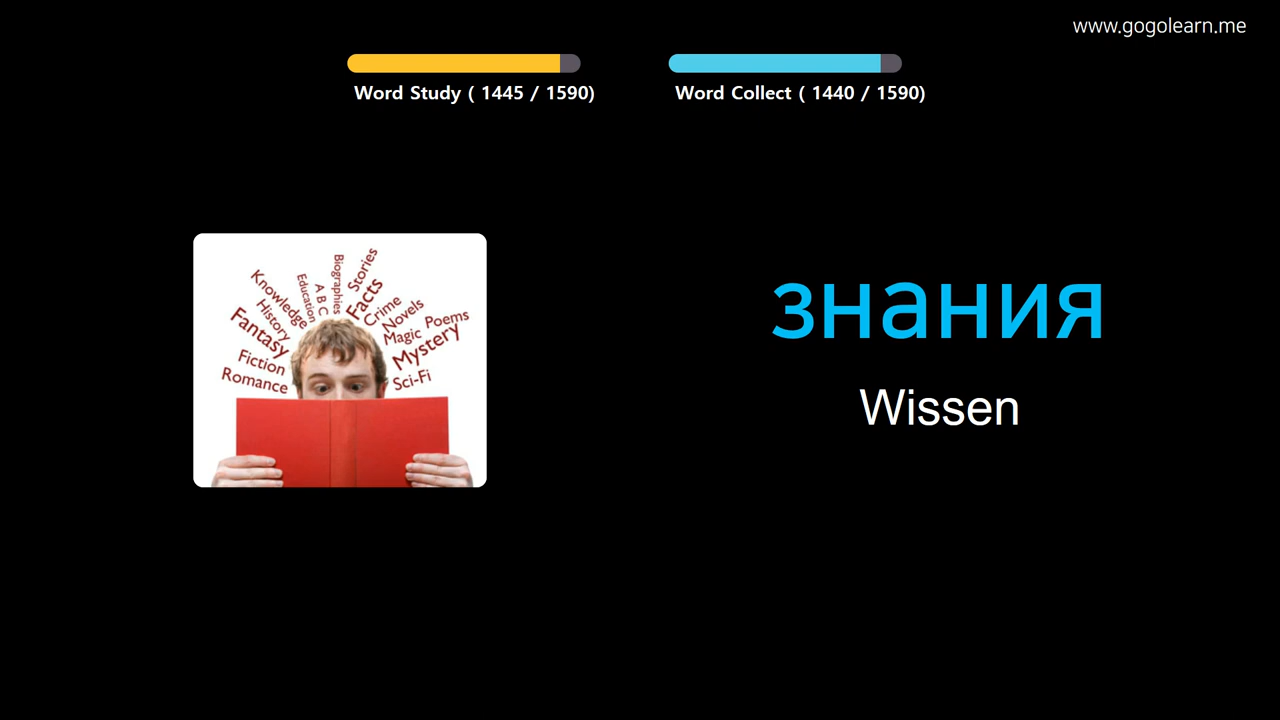 www.gogolearn.me
Word Study ( 1445 / 1590)
Word Collect ( 1440 / 1590)
Knowledge
History
Fantasy
Fiction
Romance
Education
A B C
Biographies
Stories
Facts
Crime
Novels
Magic
Poems
Mystery
Sci-Fi
знания
Wissen